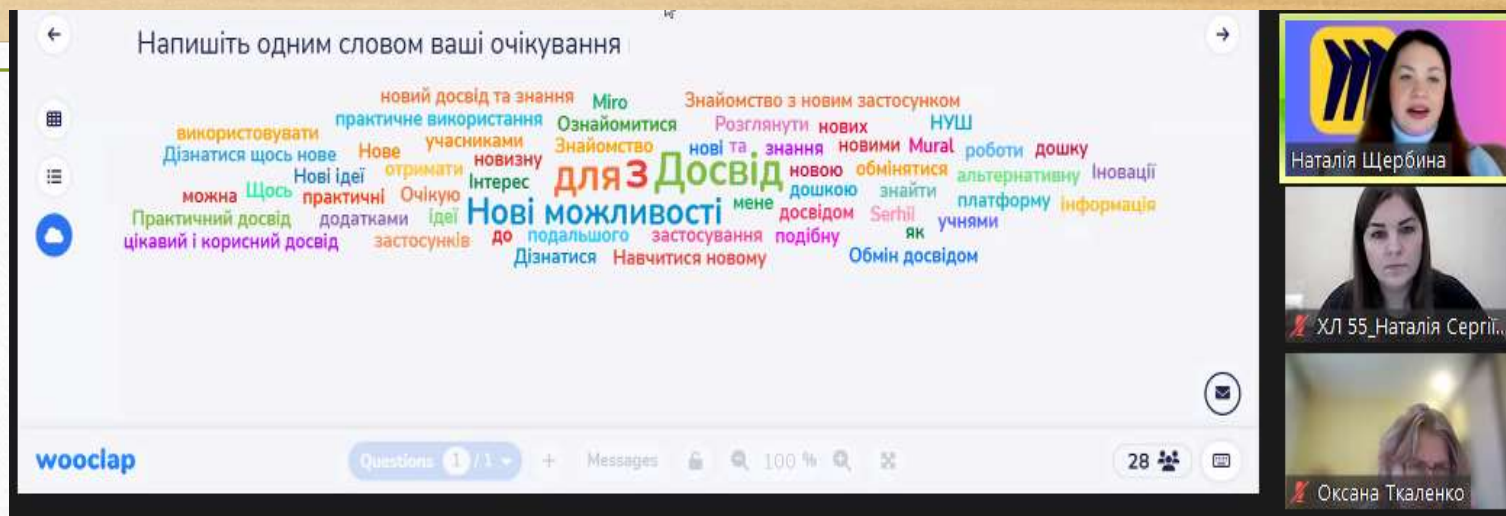 Напишіть одним словом ваші очікування
новий досвід та знання Miro Знайомство з новим застосунком
практичне використання Ознайомитися Розглянути нових НУШ
використовувати учасниками Знайомство нові та знання новими Mural роботи дошку
Дізнатися щось нове Нове новизну для З Досвід новою обмінятися альтернативну Іновації
Нові ідеї отримати Інтерес дошкою знайти платформу інформація
можна Щось практичні Очікую Нові можливості мене досвідом Serhii як учнями
Практичний досвід додатками ідеї
цікавий і корисний досвід застосунків до подальшого застосування подібну
Дізнатися Навчитися новому Обмін досвідом
wooclap
Questions 1 / 1 + Messages 100 % 28
Наталія Щербина
ХЛ 55_Наталія Сергії..
Оксана Ткаленко